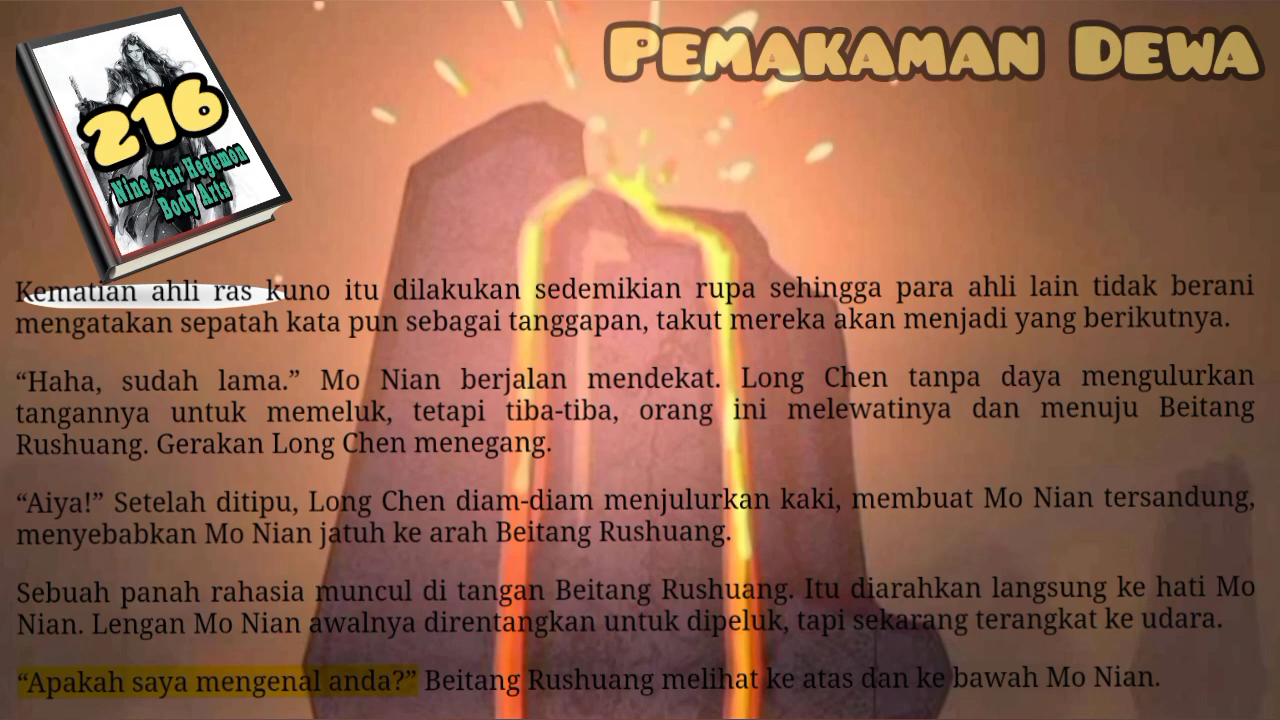 Pemakaman Dewa
216
Nine Star Hegemon
Body Arts
Kematian ahli ras kuno itu dilakukan sedemikian rupa sehingga para ahli lain tidak berani
mengatakan sepatah kata pun sebagai tanggapan, takut mereka akan menjadi yang berikutnya.
“Haha, sudah lama.” Mo Nian berjalan mendekat. Long Chen tanpa daya mengulurkan
tangannya untuk memeluk, tetapi tiba-tiba, orang ini melewatinya dan menuju Beitang
Rushuang. Gerakan Long Chen menegang.
“Aiya!” Setelah ditipu, Long Chen diam-diam menjulurkan kaki, membuat Mo Nian tersandung,
menyebabkan Mo Nian jatuh ke arah Beitang Rushuang.
Sebuah panah rahasia muncul di tangan Beitang Rushuang. Itu diarahkan langsung ke hati Mo
Nian. Lengan Mo Nian awalnya direntangkan untuk dipeluk, tapi sekarang terangkat ke udara.
“Apakah saya mengenal anda?” Beitang Rushuang melihat ke atas dan ke bawah Mo Nian.